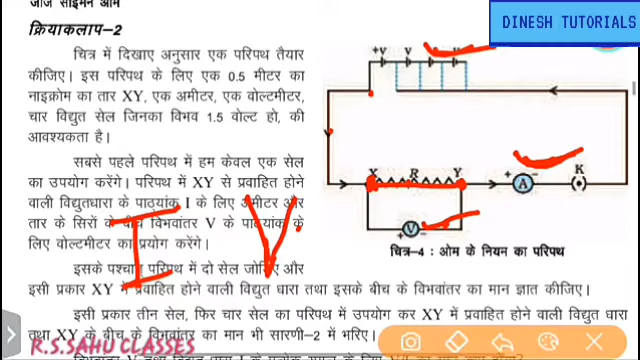 जॉर्ज साइमन ओम
DINESH TUTORIALS
क्रियाकलाप-2
चित्र में दिखाए अनुसार एक परिपथ तैयार
कीजिए। इस परिपथ के लिए एक 0.5 मीटर का
नाइक्रोम का तार XY, एक अमीटर, एक वोल्टमीटर,
चार विद्युत सेल जिनका विभव 1.5 वोल्ट हो, की
आवश्यकता है।
सबसे पहले परिपथ में हम केवल एक सेल
का उपयोग करेंगे। परिपथ में XY से प्रवाहित होने
वाली विद्युतधारा के पाठ्यांक I के लिए अमीटर और
तार के सिरों के बीच विभवांतर V के पाठ्यांक के
लिए वोल्टमीटर का प्रयोग करेंगे।
I V
इसके पश्चात् परिपथ में दो सेल जोड़िए और
इसी प्रकार XY में प्रवाहित होने वाली विद्युत धारा तथा इसके बीच के विभवांतर का मान ज्ञात कीजिए।
इसी प्रकार तीन सेल, फिर चार सेल का परिपथ में उपयोग कर XY में प्रवाहित होने वाली विद्युत धारा
तथा XY के बीच के विभवांतर का मान भी सारणी-2 में भरिए।
+v v
X R Y
+ A − K
+ V −
चित्र-4 : ओम के नियन का परिपथ
R.S.SAHU CLASSES